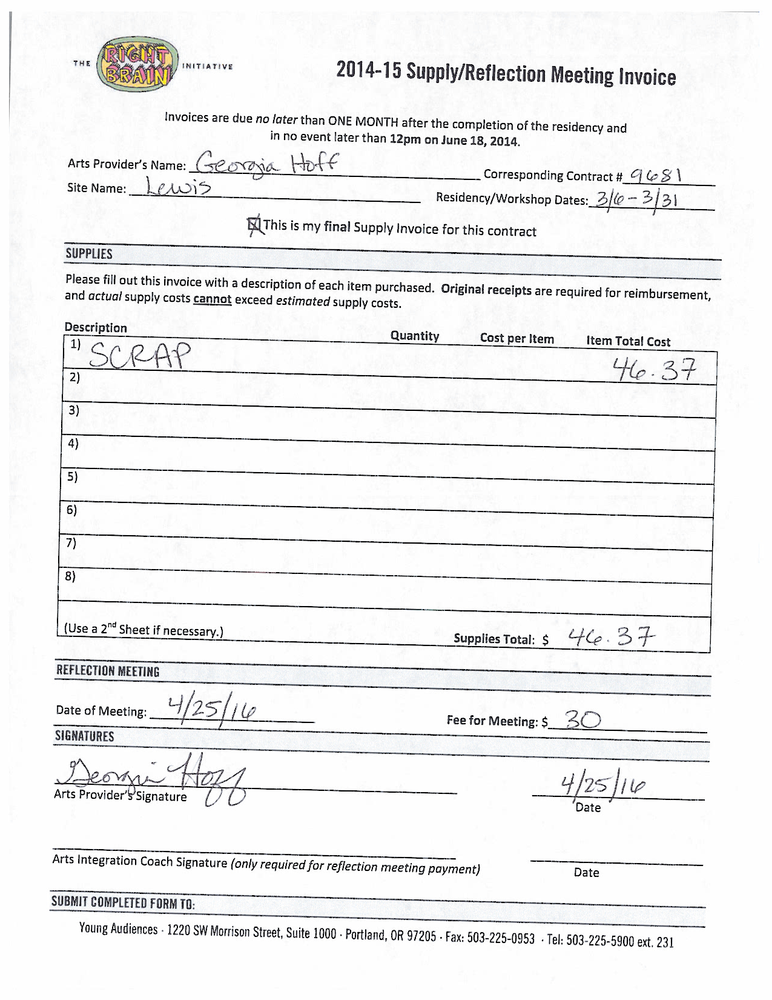 THE RIGHT BRAIN INITIATIVE
2014-15 Supply/Reflection Meeting Invoice
Invoices are due no later than ONE MONTH after the completion of the residency and
in no event later than 12pm on June 18, 2014.
Arts Provider's Name: Georgia Hoff
Corresponding Contract # 9681
Site Name: Lewis
Residency/Workshop Dates: 3/6 - 3/31
This is my final Supply Invoice for this contract
SUPPLIES
Please fill out this invoice with a description of each item purchased. Original receipts are required for reimbursement,
and actual supply costs cannot exceed estimated supply costs.
Description Quantity Cost per Item Item Total Cost
1) SCRAP 46.37
2)
3)
4)
5)
6)
7)
8)
(Use a 2nd Sheet if necessary.) Supplies Total: $ 46.37
REFLECTION MEETING
Date of Meeting: 4/25/16 Fee for Meeting: $ 30
SIGNATURES
Georgia Hoff 4/25/16
Arts Provider's Signature Date
Arts Integration Coach Signature (only required for reflection meeting payment) Date
SUBMIT COMPLETED FORM TO:
Young Audiences · 1220 SW Morrison Street, Suite 1000 · Portland, OR 97205 · Fax: 503-225-0953 · Tel: 503-225-5900 ext. 231